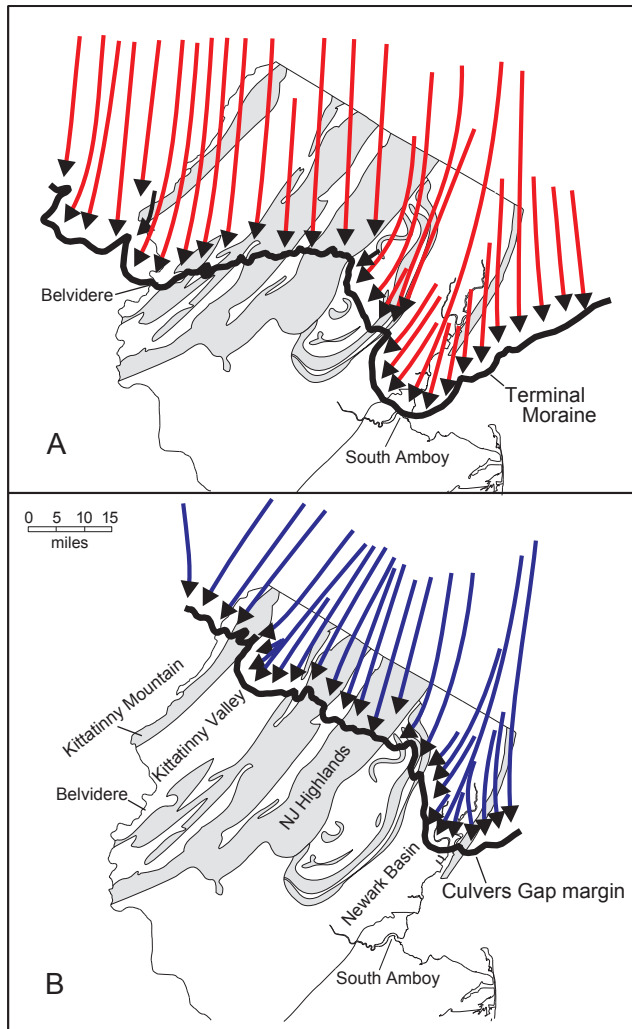 Belvidere
A
Terminal
Moraine
South Amboy
0 5 10 15
miles
Kittatinny Mountain
Kittatinny Valley
Belvidere
NJ Highlands
Newark Basin
Culvers Gap margin
South Amboy
B